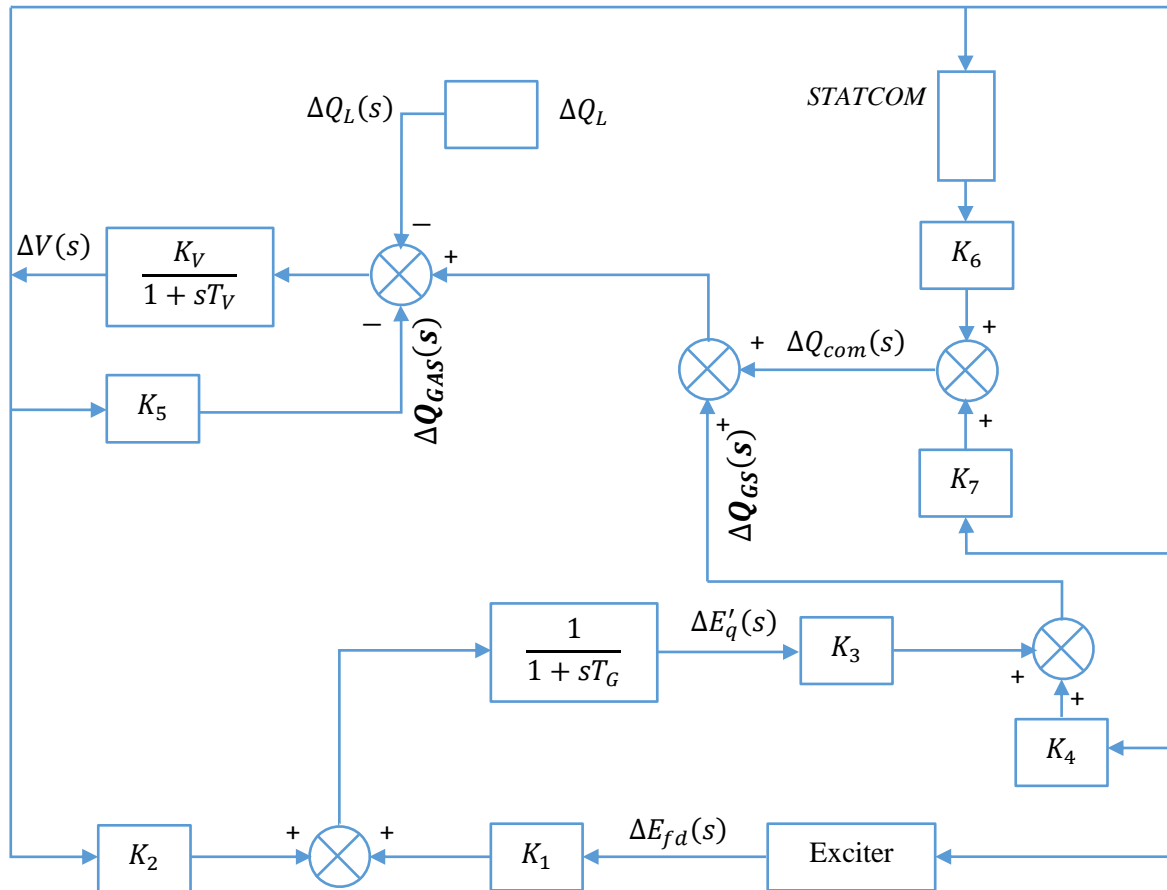 STATCOM
ΔQ_L(s)
ΔQ_L
−
ΔV(s)
K_V
1 + sT_V
+
K_6
−
+
+
ΔQ_com(s)
K_5
ΔQ_GAS(s)
+
+
K_7
ΔQ_GS(s)
1
1 + sT_G
ΔE′_q(s)
K_3
+
+
K_4
+
+
ΔE_fd(s)
K_2
K_1
Exciter